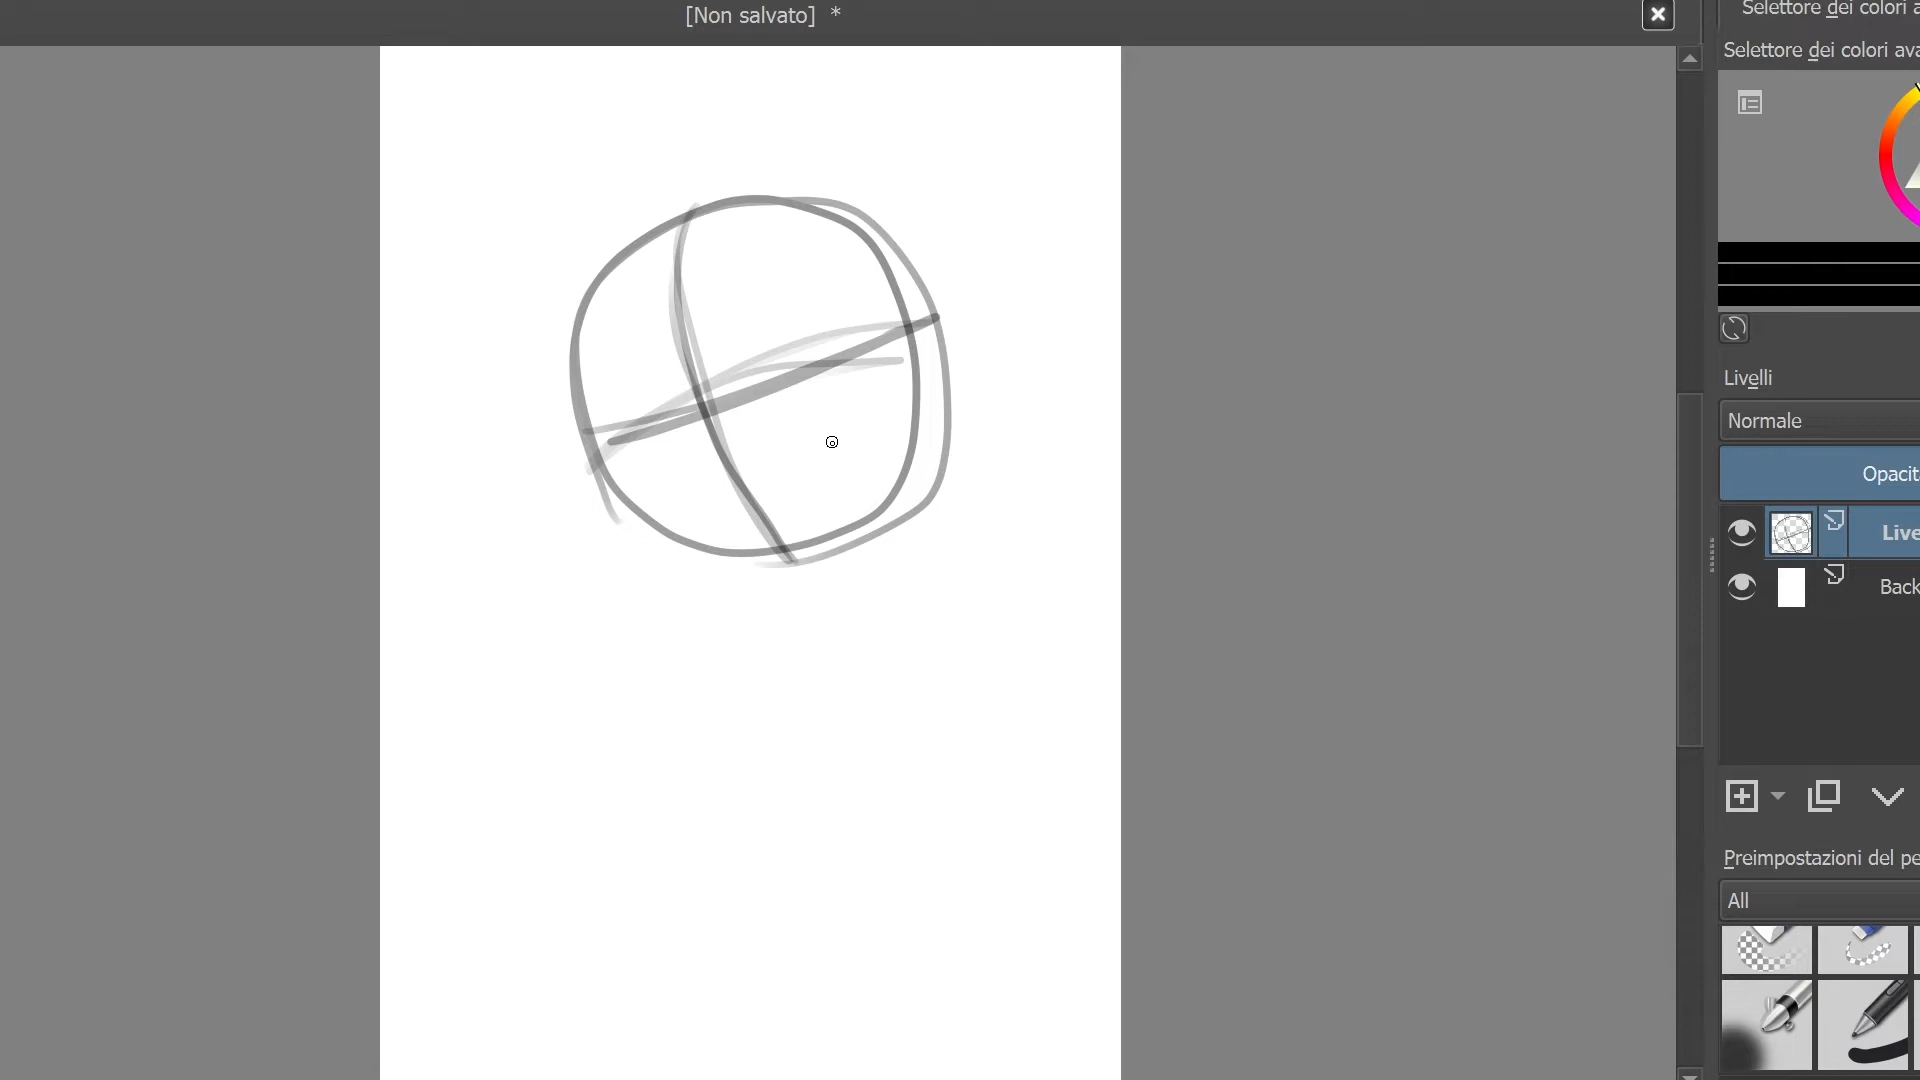 [Non salvato] *
Selettore dei colori a
Selettore dei colori ava
Livelli
Normale
Opacit
Live
Back
Preimpostazioni del pe
All